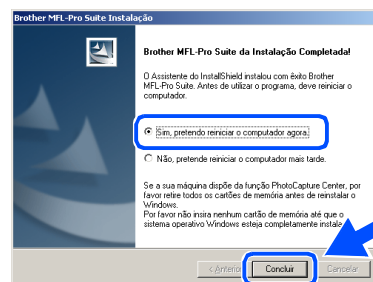 Brother MFL-Pro Suite Instalação
Brother MFL-Pro Suite da Instalação Completada!
O Assistente do InstallShield instalou com êxito Brother
MFL-Pro Suite. Antes de utilizar o programa, deve reiniciar o
computador.
Sim, pretendo reiniciar o computador agora.
Não, pretende reiniciar o computador mais tarde.
Se a sua máquina dispõe da função PhotoCapture Center, por
favor retire todos os cartões de memória antes de reinstalar o
Windows.
Por favor não insira nenhum cartão de memória até que o
sistema operativo Windows esteja completamente
< Anterior Concluir Cancelar